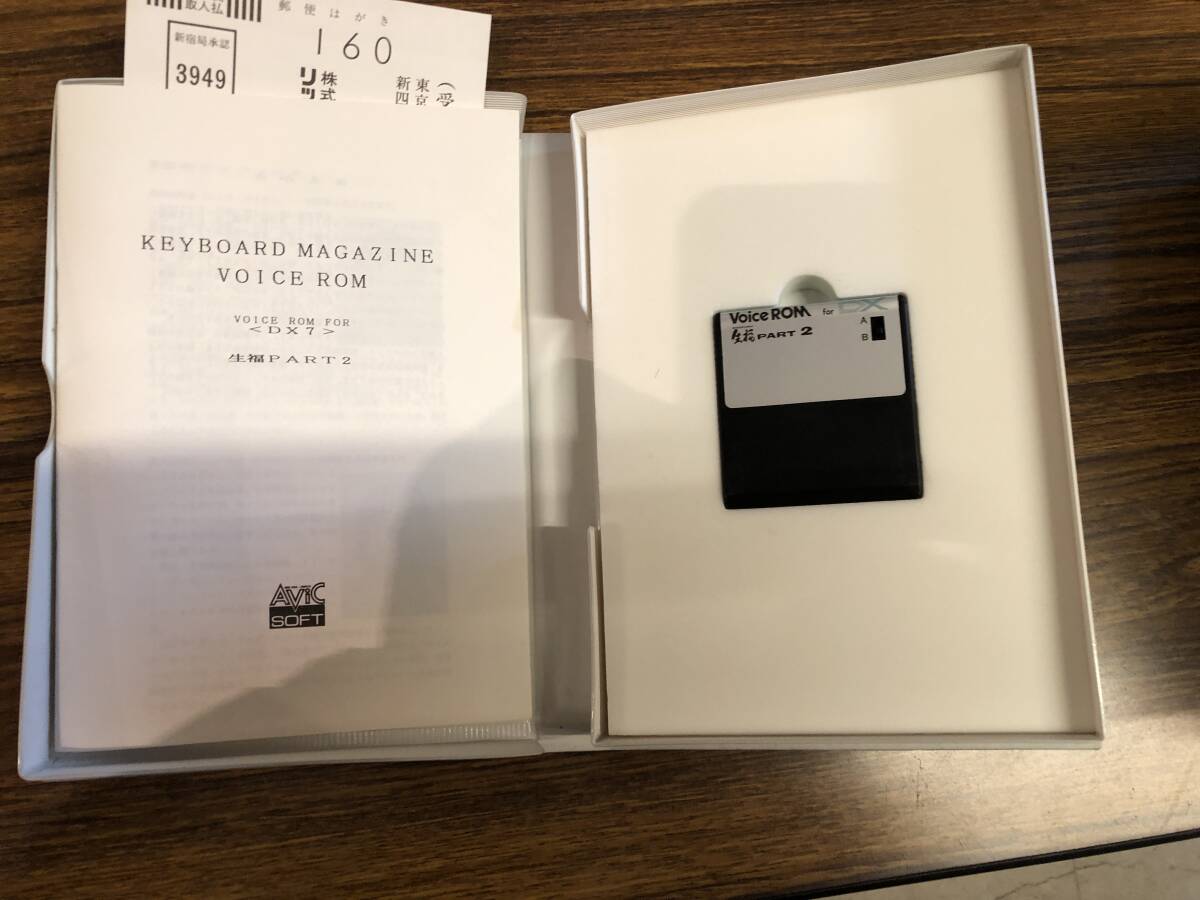 取人払
郵便はがき
160
新宿局承認
3949
株式
リッ
(受
東京
新四
KEYBOARD MAGAZINE
VOICE ROM
VOICE ROM FOR
<DX7>
生福PART2
AViC
SOFT
Voice ROM for DX
生福 PART 2
A
B